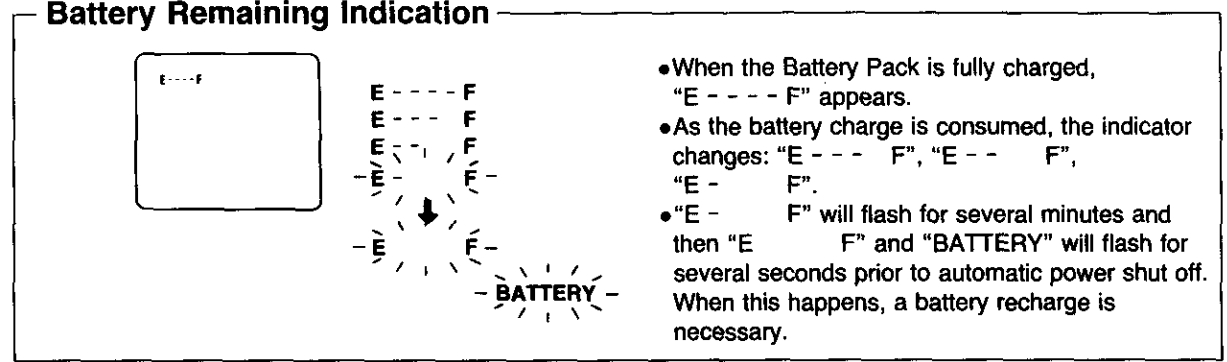 Battery Remaining Indication
E----F
E - - - - F
E - - -   F
E - -     F
E -       F
E         F
BATTERY
●When the Battery Pack is fully charged,
“E - - - - F” appears.
●As the battery charge is consumed, the indicator
changes: “E - - -   F”, “E - -     F”,
“E -       F”.
●“E -       F” will flash for several minutes and
then “E         F” and “BATTERY” will flash for
several seconds prior to automatic power shut off.
When this happens, a battery recharge is
necessary.